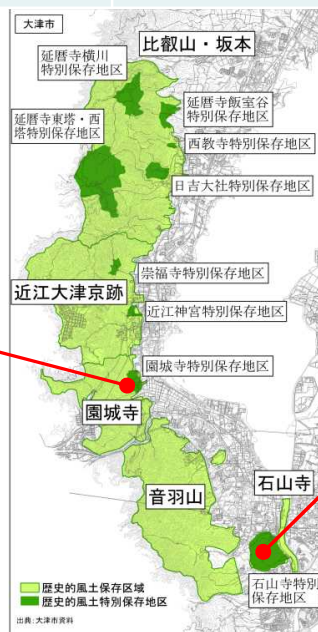 大津市
比叡山・坂本
延暦寺横川
特別保存地区
延暦寺飯室谷
特別保存地区
延暦寺東塔・西
塔特別保存地区
西教寺特別保存地区
日吉大社特別保存地区
崇福寺特別保存地区
近江大津京跡
近江神宮特別保存地区
園城寺特別保存地区
園城寺
音羽山
石山寺
石山寺特別
保存地区
歴史的風土保存区域
歴史的風土特別保存地区
出典:大津市資料